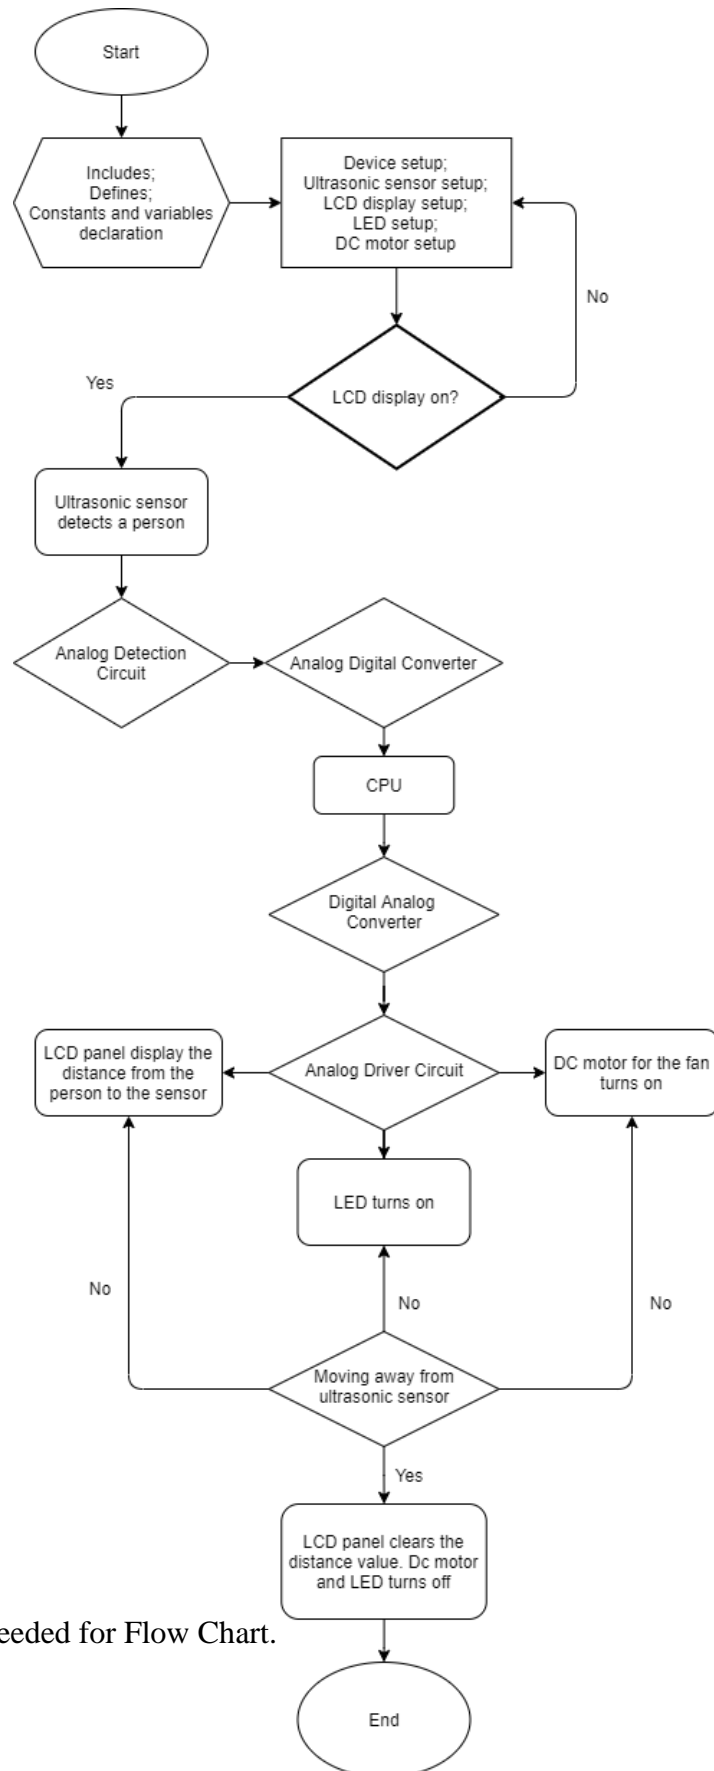 Start
Includes;
Defines;
Constants and variables
declaration
Device setup;
Ultrasonic sensor setup;
LCD display setup;
LED setup;
DC motor setup
No
LCD display on?
Yes
Ultrasonic sensor
detects a person
Analog Detection
Circuit
Analog Digital Converter
CPU
Digital Analog
Converter
LCD panel display the
distance from the
person to the sensor
Analog Driver Circuit
DC motor for the fan
turns on
LED turns on
No
No
No
Moving away from
ultrasonic sensor
Yes
LCD panel clears the
distance value. Dc motor
and LED turns off
eeded for Flow Chart.
End